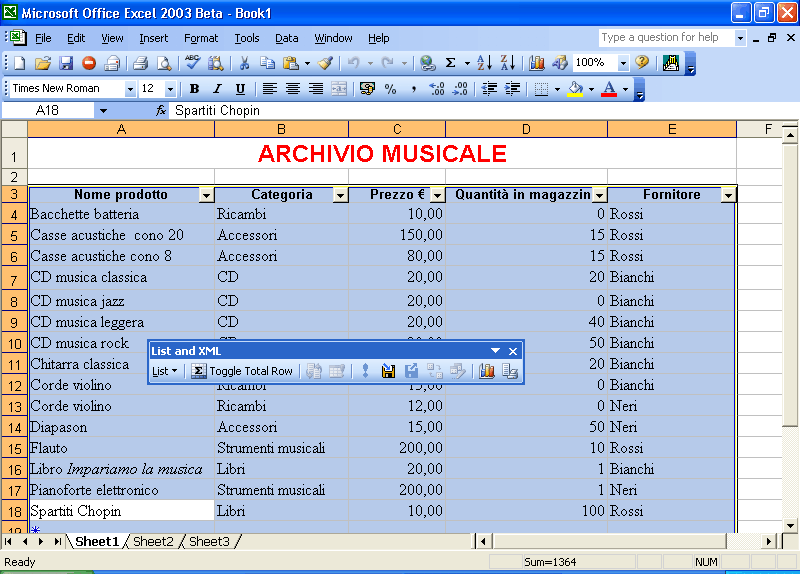 Microsoft Office Excel 2003 Beta - Book1
File Edit View Insert Format Tools Data Window Help Type a question for help
Σ 100%
Times New Roman 12 B I U % ,
A18 fx Spartiti Chopin
A B C D E F
1 ARCHIVIO MUSICALE
2
3 Nome prodotto Categoria Prezzo € Quantità in magazzin Fornitore
4 Bacchette batteria Ricambi 10,00 0 Rossi
5 Casse acustiche cono 20 Accessori 150,00 15 Rossi
6 Casse acustiche cono 8 Accessori 80,00 15 Rossi
7 CD musica classica CD 20,00 20 Bianchi
8 CD musica jazz CD 20,00 0 Bianchi
9 CD musica leggera CD 20,00 40 Bianchi
10 CD musica rock 50 Bianchi
List and XML
11 Chitarra classica 20 Bianchi
List Σ Toggle Total Row
12 Corde violino Ricambi 15,00 0 Bianchi
13 Corde violino Ricambi 12,00 0 Neri
14 Diapason Accessori 15,00 50 Neri
15 Flauto Strumenti musicali 200,00 10 Rossi
16 Libro Impariamo la musica Libri 20,00 1 Bianchi
17 Pianoforte elettronico Strumenti musicali 200,00 1 Neri
18 Spartiti Chopin Libri 10,00 100 Rossi
19 *
Sheet1 Sheet2 Sheet3
Ready Sum=1364 NUM